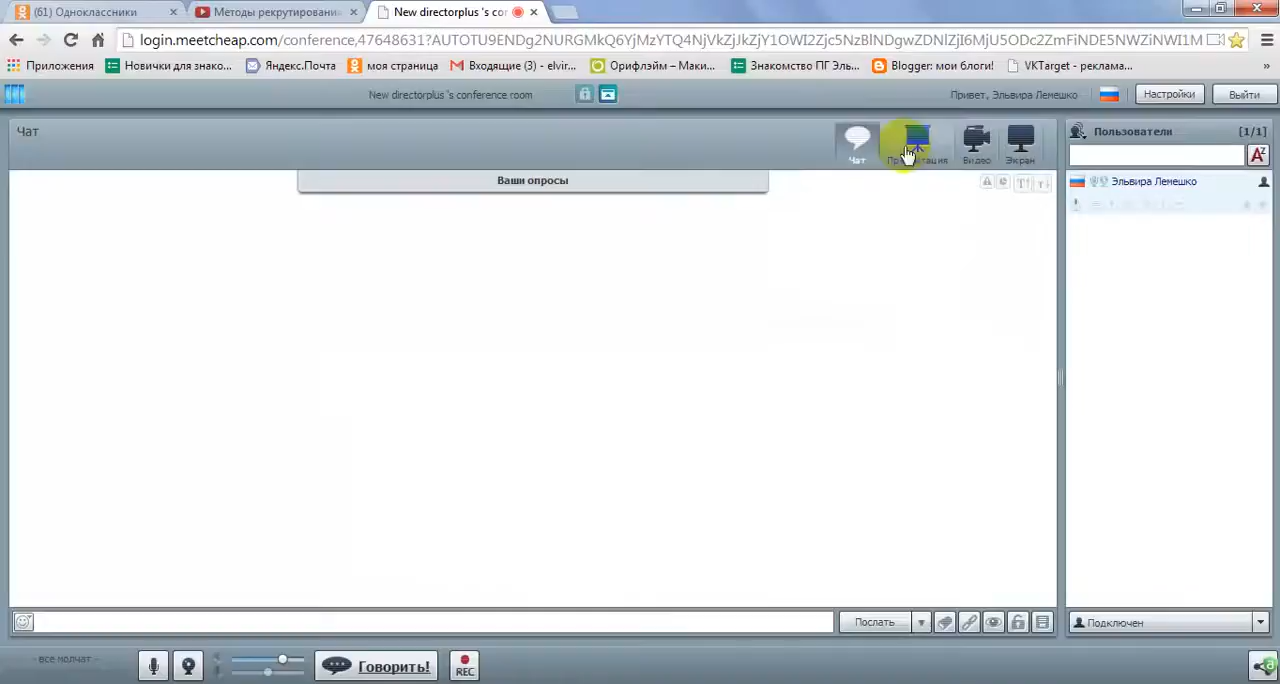 (61) Одноклассники
Методы рекрутировани
New directorplus 's cor
login.meetcheap.com/conference,47648631?AUTOTU9ENDg2NURGMkQ6YjMzYTQ4NjVkZjJkZjY1OWI2Zjc5NzBlNDgwZDNlZjI6MjU5ODc2ZmFiNDE5NWZiNWI1M
Приложения
Новички для знако...
Яндекс.Почта
моя страница
Входящие (3) - elvir...
Орифлэйм – Маки...
Знакомство ПГ Эль...
Blogger: мои блоги!
VKTarget - реклама...
»
New directorplus 's conference room
Привет, Эльвира Лемешко
Настройки
Выйти
Чат
Чат
Презентация
Видео
Экран
Пользователи
[1/1]
Ваши опросы
Эльвира Лемешко
Послать
Подключен
-- все молчат --
Говорить!
REC